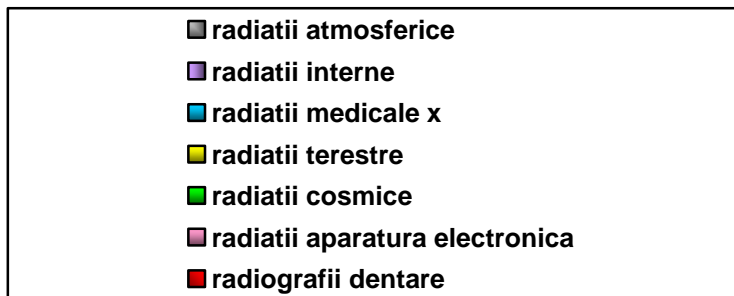 radiatii atmosferice
radiatii interne
radiatii medicale x
radiatii terestre
radiatii cosmice
radiatii aparatura electronica
radiografii dentare